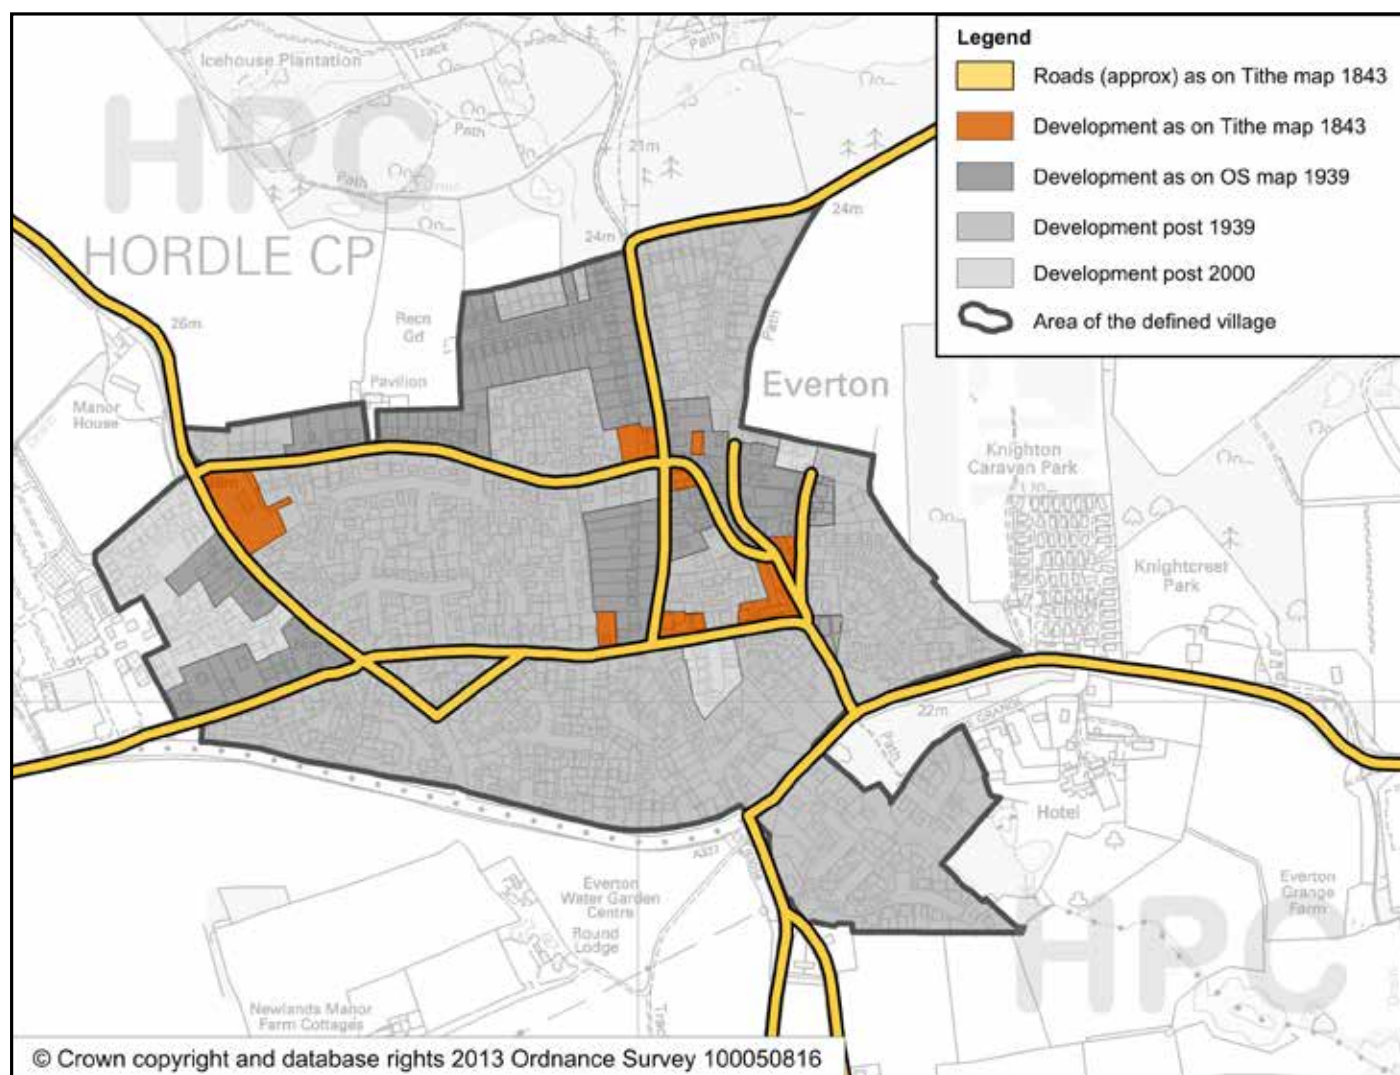 Legend
Roads (approx) as on Tithe map 1843
Development as on Tithe map 1843
Development as on OS map 1939
Development post 1939
Development post 2000
Area of the defined village
Icehouse Plantation
Track
Path
Path
Path
21m
HPC
HORDLE CP
24m
24m
26m
Recn
Gd
Path
Pavilion
Everton
Manor
House
Knighton
Caravan Park
Knightcrest
Park
22m
GRANGE
Path
Hotel
A337
Everton
Water Garden
Centre
Everton
Grange
Farm
HPC
Round
Lodge
Newlands Manor
Farm Cottages
© Crown copyright and database rights 2013 Ordnance Survey 100050816